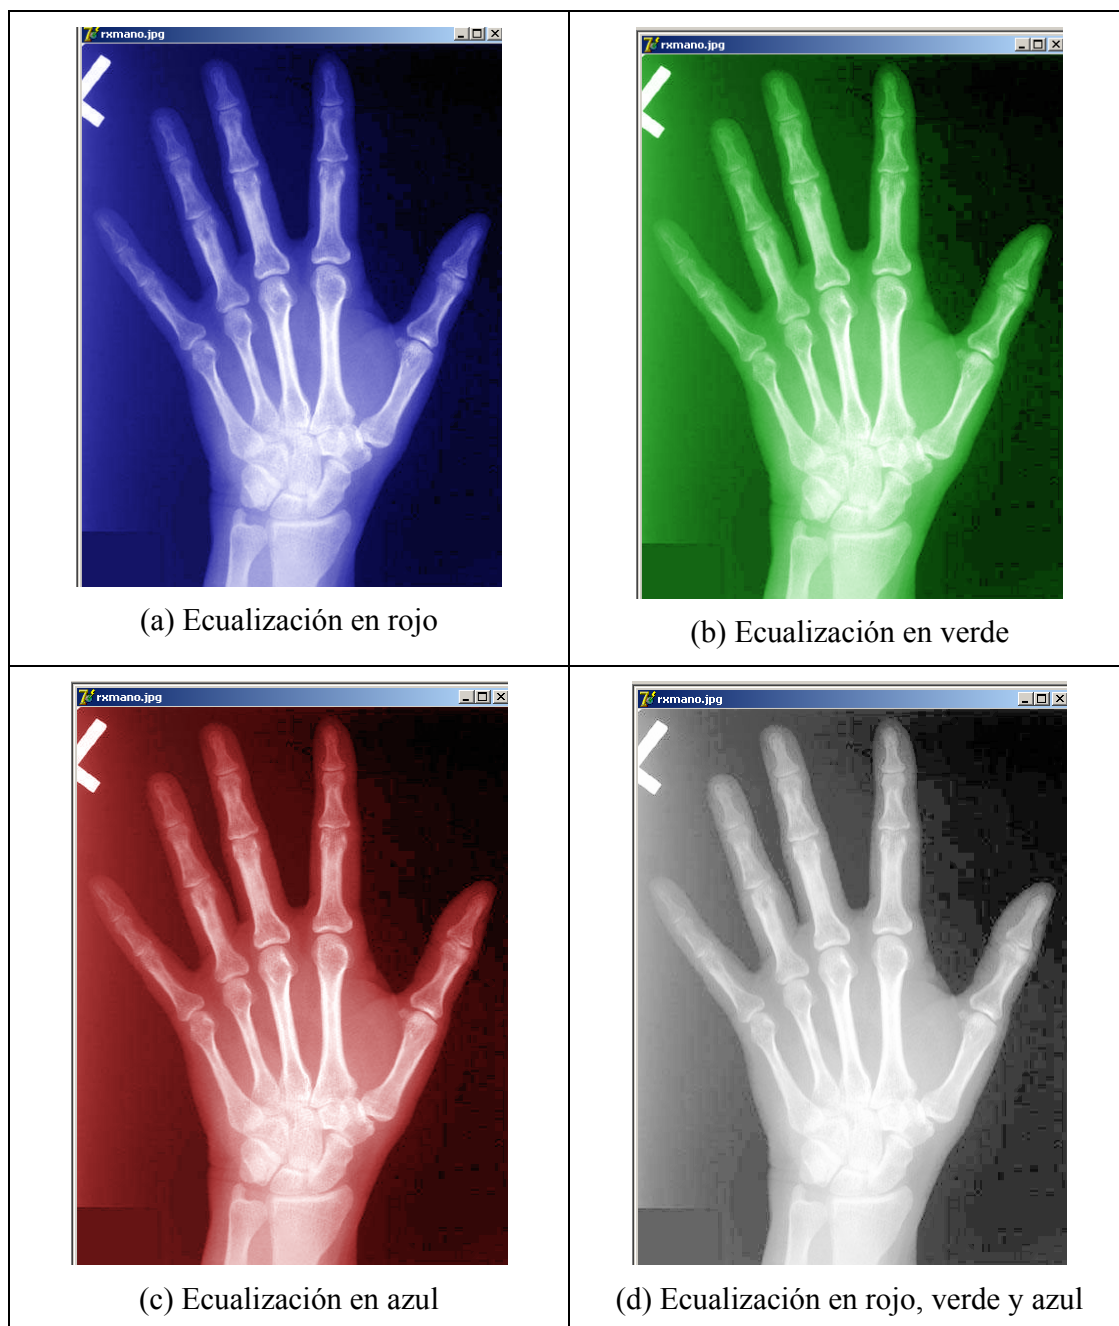 rxmano.jpg
rxmano.jpg
(a) Ecualización en rojo
(b) Ecualización en verde
rxmano.jpg
rxmano.jpg
(c) Ecualización en azul
(d) Ecualización en rojo, verde y azul